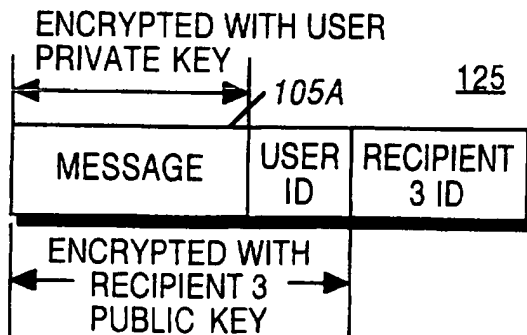 ENCRYPTED WITH USER
PRIVATE KEY
105A
125
MESSAGE
USER
ID
RECIPIENT
3 ID
ENCRYPTED WITH
RECIPIENT 3
PUBLIC KEY